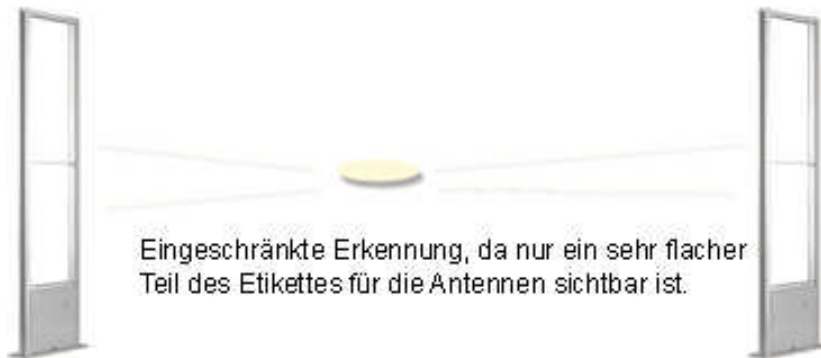 Eingeschränkte Erkennung, da nur ein sehr flacher
Teil des Etikettes für die Antennen sichtbar ist.